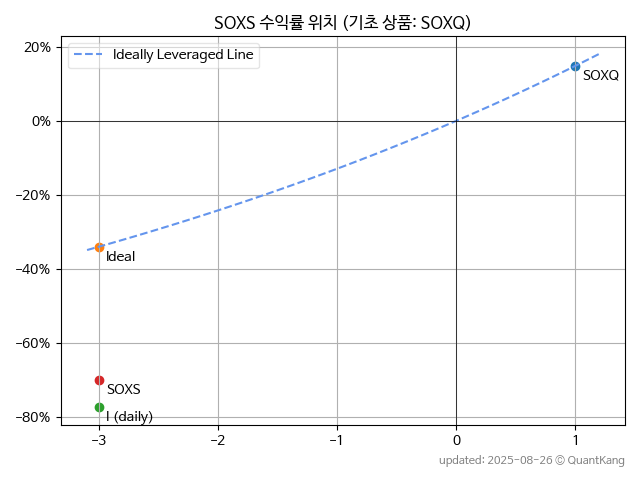 SOXS 수익률 위치 (기초 상품: SOXQ)
Ideally Leveraged Line
20%
0%
−20%
−40%
−60%
−80%
SOXQ
Ideal
SOXS
I (daily)
−3
−2
−1
0
1
updated: 2025-08-26 © QuantKang